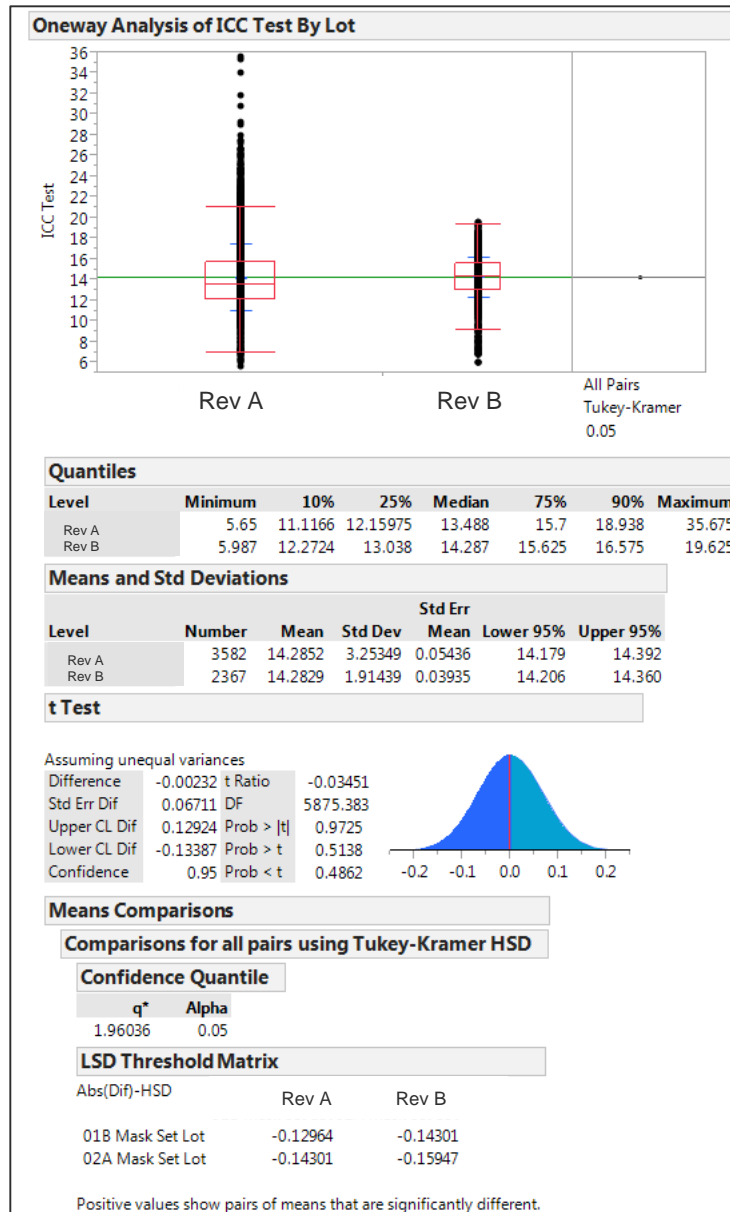 Oneway Analysis of ICC Test By Lot
36
34
32
30
28
26
24
22
20
18
16
14
12
10
8
6
ICC Test
Rev A Rev B
All Pairs
Tukey-Kramer
0.05
Quantiles
Level Minimum 10% 25% Median 75% 90% Maximum
Rev A 5.65 11.1166 12.15975 13.488 15.7 18.938 35.675
Rev B 5.987 12.2724 13.038 14.287 15.625 16.575 19.625
Means and Std Deviations
Std Err
Level Number Mean Std Dev Mean Lower 95% Upper 95%
Rev A 3582 14.2852 3.25349 0.05436 14.179 14.392
Rev B 2367 14.2829 1.91439 0.03935 14.206 14.360
t Test
Assuming unequal variances
Difference -0.00232 t Ratio -0.03451
Std Err Dif 0.06711 DF 5875.383
Upper CL Dif 0.12924 Prob > |t| 0.9725
Lower CL Dif -0.13387 Prob > t 0.5138
Confidence 0.95 Prob < t 0.4862
-0.2 -0.1 0.0 0.1 0.2
Means Comparisons
Comparisons for all pairs using Tukey-Kramer HSD
Confidence Quantile
q* Alpha
1.96036 0.05
LSD Threshold Matrix
Abs(Dif)-HSD
Rev A Rev B
01B Mask Set Lot -0.12964 -0.14301
02A Mask Set Lot -0.14301 -0.15947
Positive values show pairs of means that are significantly different.